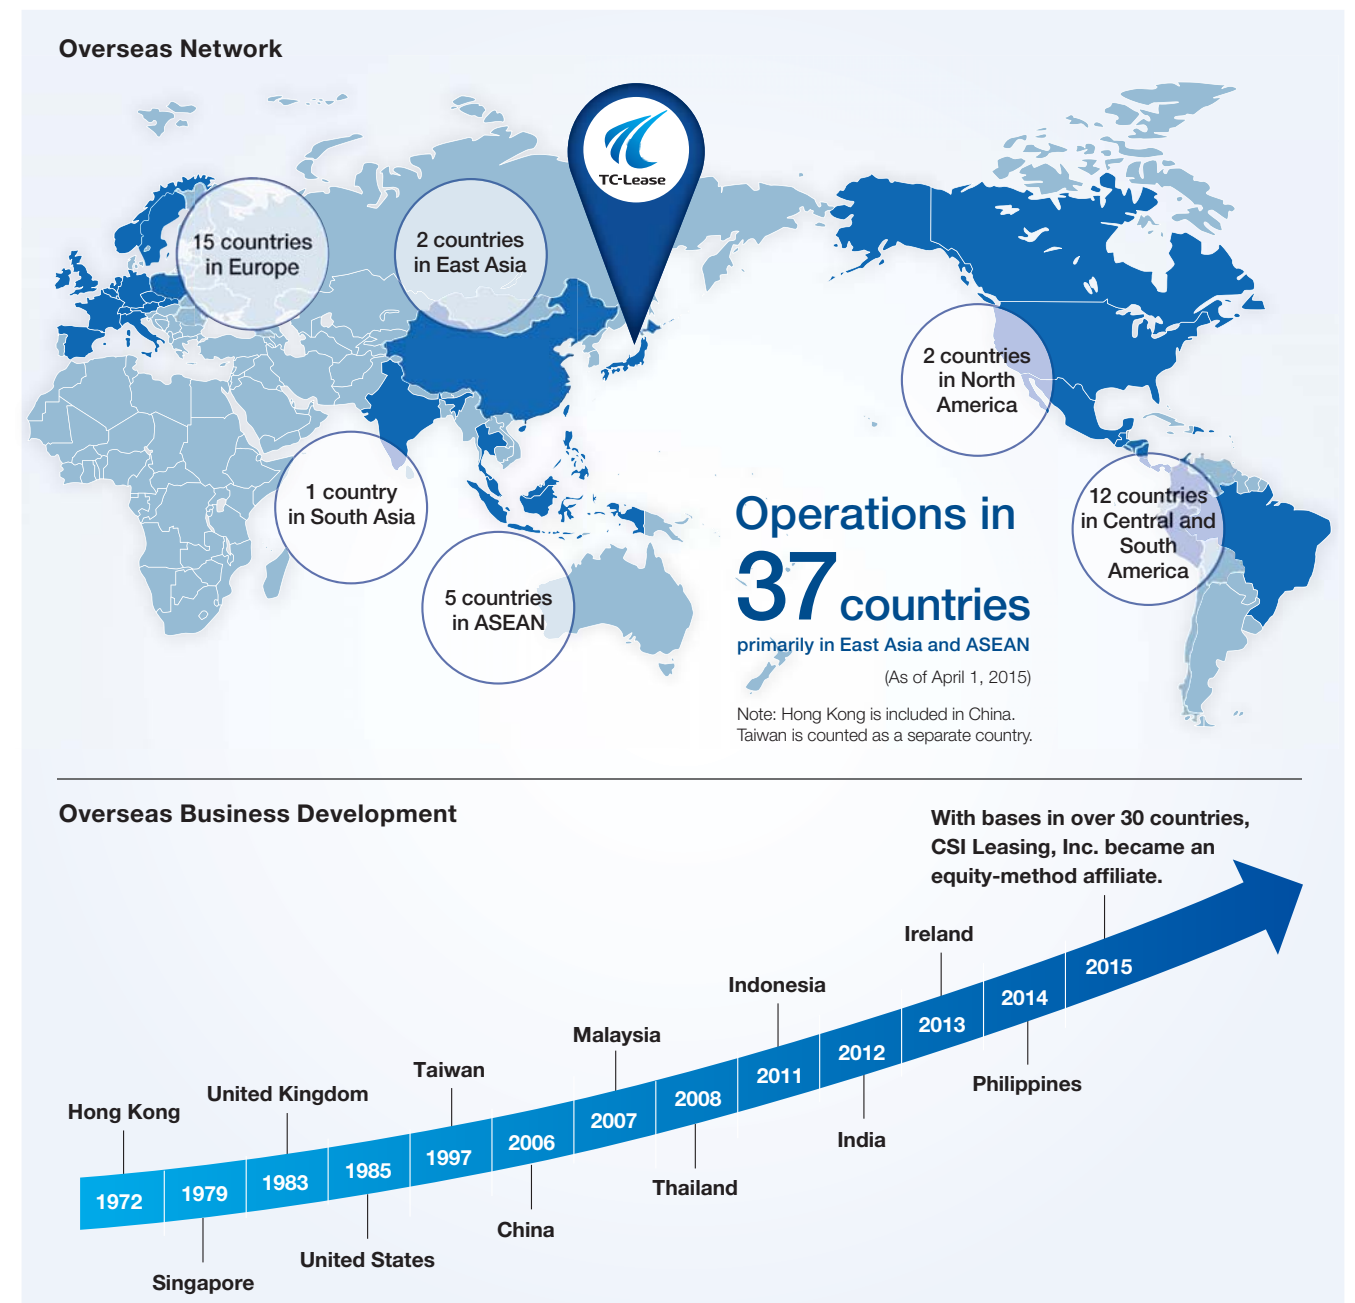 Overseas Network
TC-Lease
15 countries
in Europe
2 countries
in East Asia
2 countries
in North
America
1 country
in South Asia
12 countries
in Central and
South
America
5 countries
in ASEAN
Operations in
37 countries
primarily in East Asia and ASEAN
(As of April 1, 2015)
Note: Hong Kong is included in China.
Taiwan is counted as a separate country.
Overseas Business Development
With bases in over 30 countries,
CSI Leasing, Inc. became an
equity-method affiliate.
Hong Kong
1972
1979
Singapore
United Kingdom
1983
1985
United States
Taiwan
1997
2006
China
Malaysia
2007
2008
Thailand
Indonesia
2011
2012
India
Ireland
2013
2014
Philippines
2015